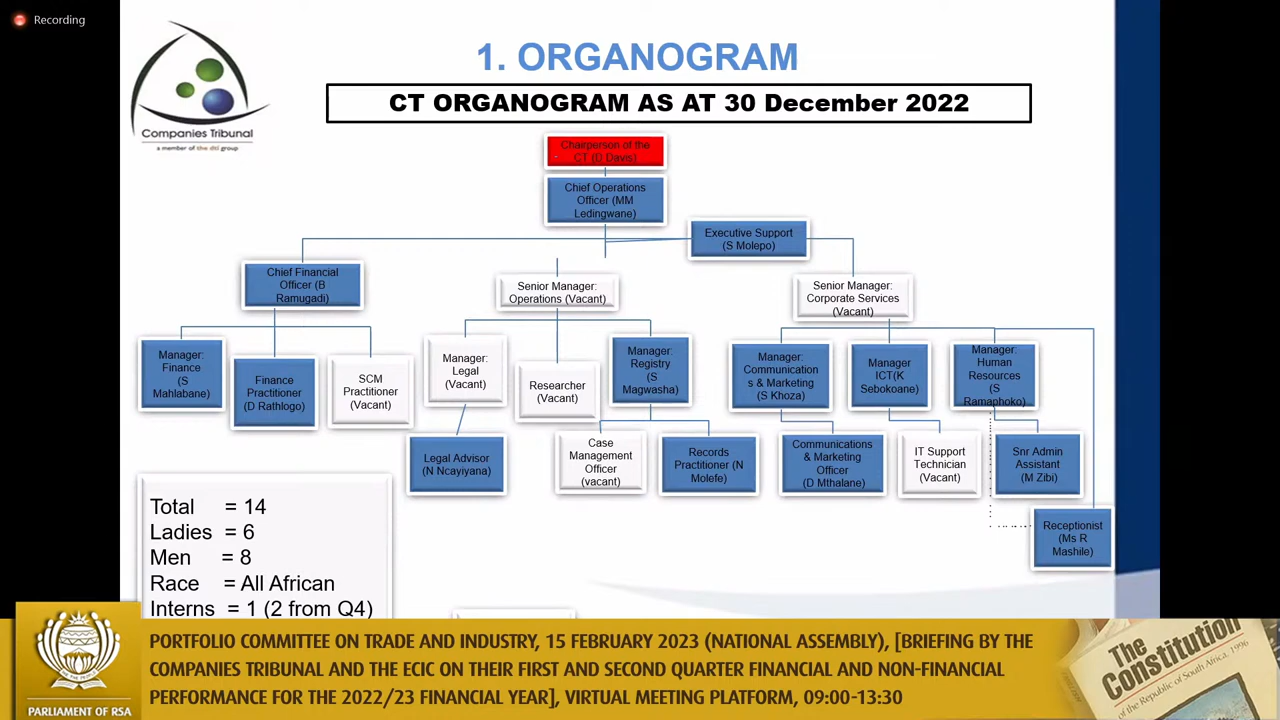 Recording
Companies Tribunal
a member of the dti group
1. ORGANOGRAM
CT ORGANOGRAM AS AT 30 December 2022
Chairperson of the
CT (D Davis)
Chief Operations
Officer (MM
Ledingwane)
Executive Support
(S Molepo)
Chief Financial
Officer (B
Ramugadi)
Senior Manager:
Operations (Vacant)
Senior Manager:
Corporate Services
(Vacant)
Manager:
Finance
(S
Mahlabane)
Finance
Practitioner
(D Rathlogo)
SCM
Practitioner
(Vacant)
Manager:
Legal
(Vacant)
Researcher
(Vacant)
Manager:
Registry
(S
Magwasha)
Manager:
Communication
s & Marketing
(S Khoza)
Manager
ICT(K
Sebokoane)
Manager:
Human
Resources
(S
Ramaphoko)
Legal Advisor
(N Ncayiyana)
Case
Management
Officer
(vacant)
Records
Practitioner (N
Molefe)
Communications
& Marketing
Officer
(D Mthalane)
IT Support
Technician
(Vacant)
Snr Admin
Assistant
(M Zibi)
Receptionist
(Ms R
Mashile)
Total = 14
Ladies = 6
Men = 8
Race = All African
Interns = 1 (2 from Q4)
PARLIAMENT OF RSA
PORTFOLIO COMMITTEE ON TRADE AND INDUSTRY, 15 FEBRUARY 2023 (NATIONAL ASSEMBLY), [BRIEFING BY THE
COMPANIES TRIBUNAL AND THE ECIC ON THEIR FIRST AND SECOND QUARTER FINANCIAL AND NON-FINANCIAL
PERFORMANCE FOR THE 2022/23 FINANCIAL YEAR], VIRTUAL MEETING PLATFORM, 09:00-13:30
The
Constitution
of the Republic of South Africa, 1996